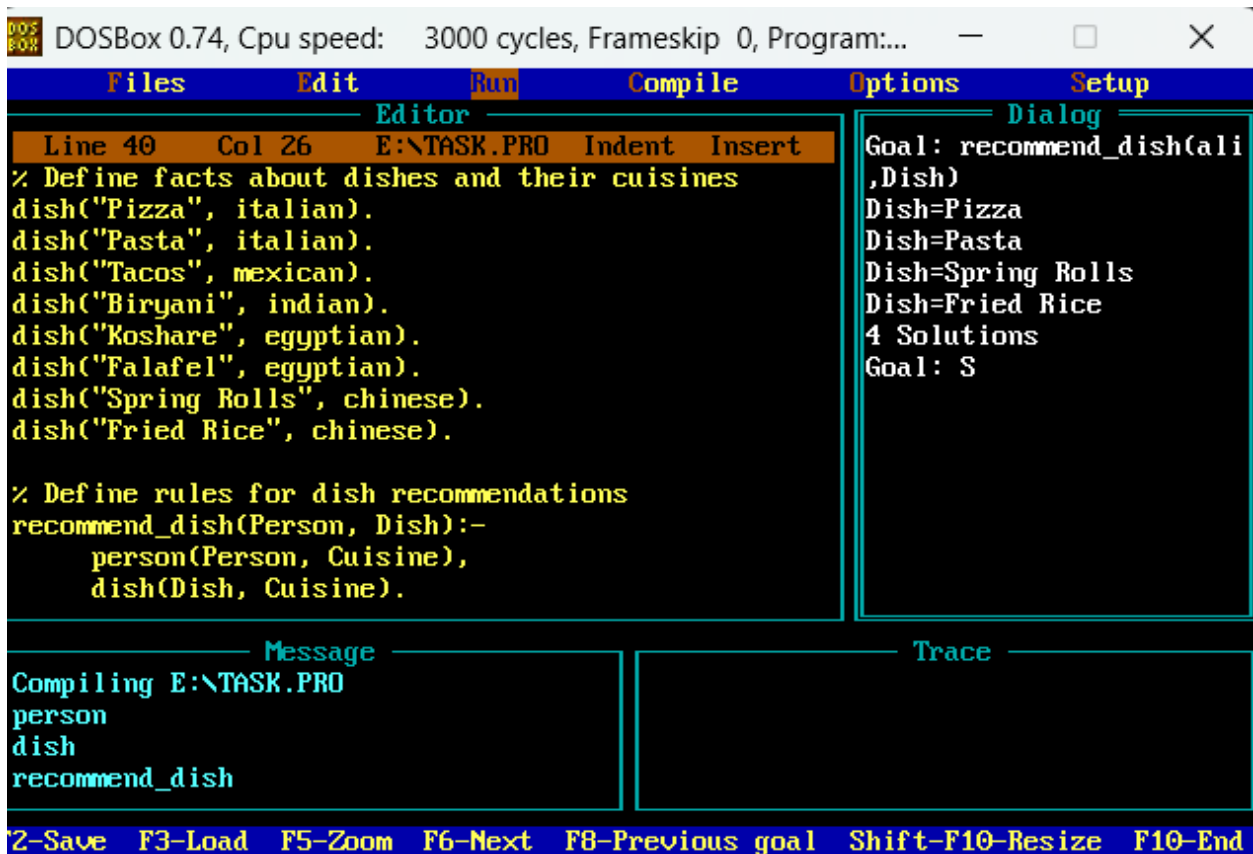 DOS BOX DOSBox 0.74, Cpu speed: 3000 cycles, Frameskip 0, Program:...
Files Edit Run Compile Options Setup
Editor
Line 40 Col 26 E:\TASK.PRO Indent Insert
% Define facts about dishes and their cuisines
dish("Pizza", italian).
dish("Pasta", italian).
dish("Tacos", mexican).
dish("Biryani", indian).
dish("Koshare", egyptian).
dish("Falafel", egyptian).
dish("Spring Rolls", chinese).
dish("Fried Rice", chinese).
% Define rules for dish recommendations
recommend_dish(Person, Dish):-
person(Person, Cuisine),
dish(Dish, Cuisine).
Dialog
Goal: recommend_dish(ali
,Dish)
Dish=Pizza
Dish=Pasta
Dish=Spring Rolls
Dish=Fried Rice
4 Solutions
Goal: S
Message
Compiling E:\TASK.PRO
person
dish
recommend_dish
Trace
2-Save F3-Load F5-Zoom F6-Next F8-Previous goal Shift-F10-Resize F10-End